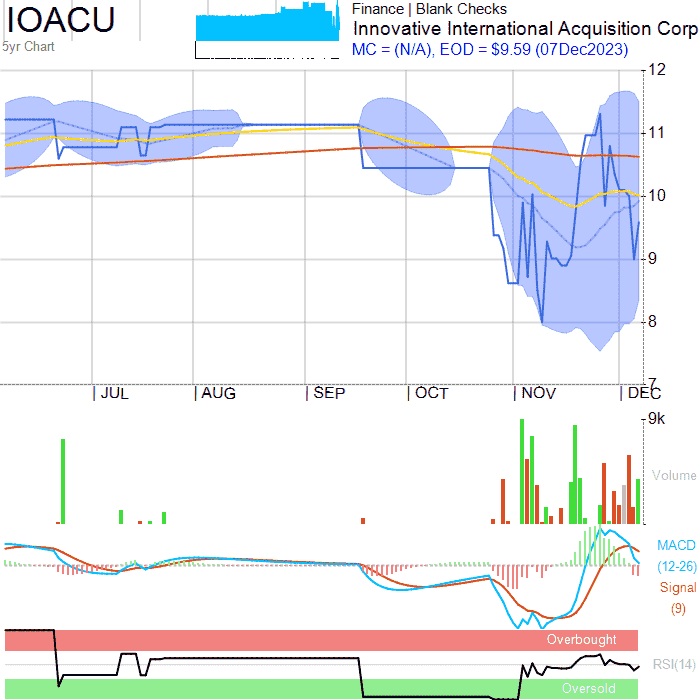 IOACU
5yr Chart
Finance | Blank Checks
Innovative International Acquisition Corp
MC = (N/A), EOD = $9.59 (07Dec2023)
12
11
10
9
8
7
JUL AUG SEP OCT NOV DEC
9k
Volume
MACD
(12-26)
Signal
(9)
Overbought
RSI(14)
Oversold